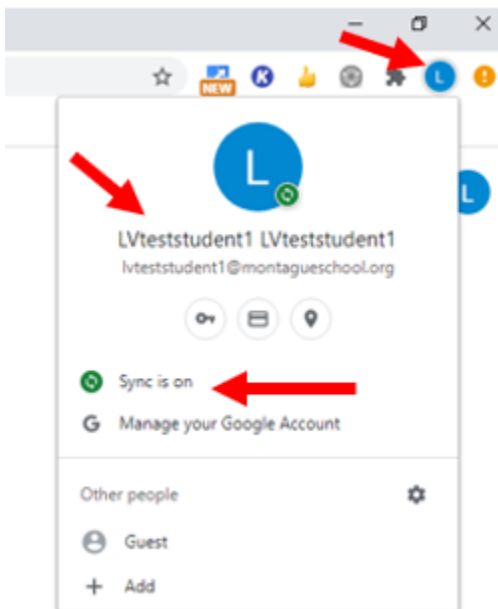 NEW
K
L
L
L
LVteststudent1 LVteststudent1
lvteststudent1@montagueschool.org
Sync is on
G Manage your Google Account
Other people
Guest
+ Add